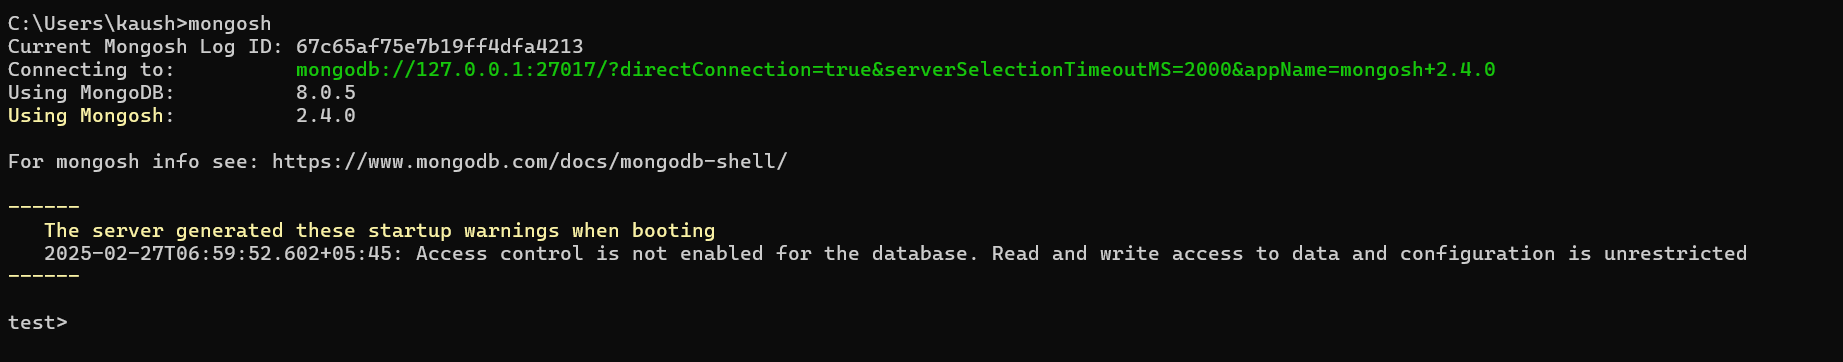 C:\Users\kaush>mongosh
Current Mongosh Log ID: 67c65af75e7b19ff4dfa4213
Connecting to:          mongodb://127.0.0.1:27017/?directConnection=true&serverSelectionTimeoutMS=2000&appName=mongosh+2.4.0
Using MongoDB:          8.0.5
Using Mongosh:          2.4.0
For mongosh info see: https://www.mongodb.com/docs/mongodb-shell/
------
   The server generated these startup warnings when booting
   2025-02-27T06:59:52.602+05:45: Access control is not enabled for the database. Read and write access to data and configuration is unrestricted
------
test>